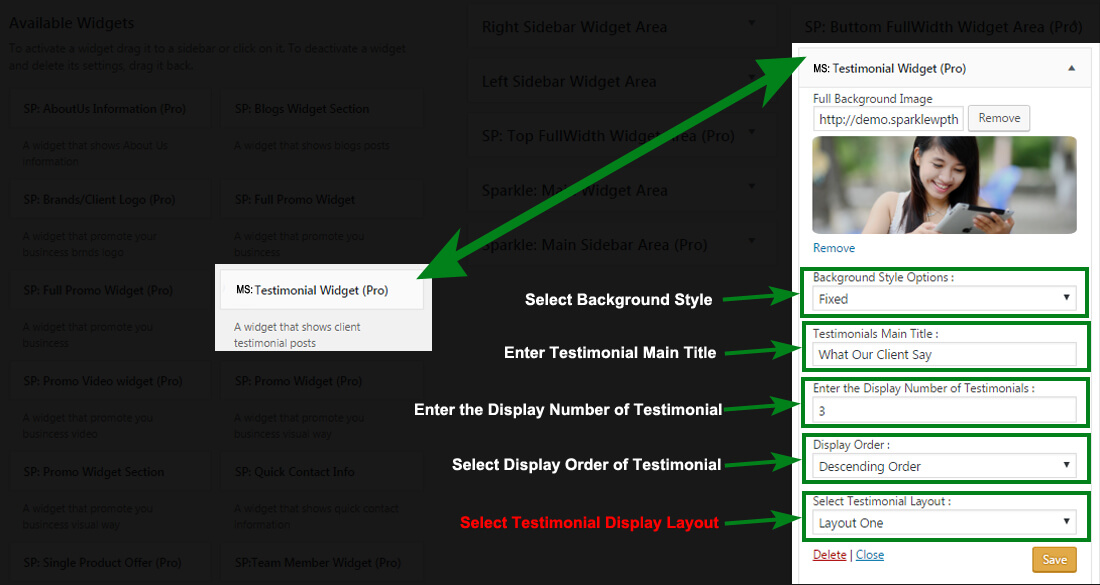 Available Widgets
To activate a widget drag it to a sidebar or click on it. To deactivate a widget
and delete its settings, drag it back.
SP: AboutUs Information (Pro)
A widget that shows About Us
information
SP: Blogs Widget Section
A widget that shows blogs posts
SP: Brands/Client Logo (Pro)
A widget that promote your
business brnds logo
SP: Full Promo Widget
A widget that promote you
business
SP: Full Promo Widget (Pro)
A widget that promote you
business
MS: Testimonial Widget (Pro)
A widget that shows client
testimonial posts
SP: Promo Video widget (Pro)
A widget that promote you
business video
SP: Promo Widget (Pro)
A widget that promote you
business visual way
SP: Promo Widget Section
A widget that promote you
business visual way
SP: Quick Contact Info
A widget that shows quick contact
information
SP: Single Product Offer (Pro)
SP:Team Member Widget (Pro)
Right Sidebar Widget Area
Left Sidebar Widget Area
SP: Top FullWidth Widget Area (Pro)
Sparkle: Main Widget Area
Sparkle: Main Sidebar Area (Pro)
Select Background Style
Enter Testimonial Main Title
Enter the Display Number of Testimonial
Select Display Order of Testimonial
Select Testimonial Display Layout
SP: Buttom FullWidth Widget Area (Pro)
MS: Testimonial Widget (Pro)
Full Background Image
http://demo.sparklewpth Remove
Remove
Background Style Options :
Fixed
Testimonials Main Title :
What Our Client Say
Enter the Display Number of Testimonials :
3
Display Order :
Descending Order
Select Testimonial Layout :
Layout One
Delete | Close Save